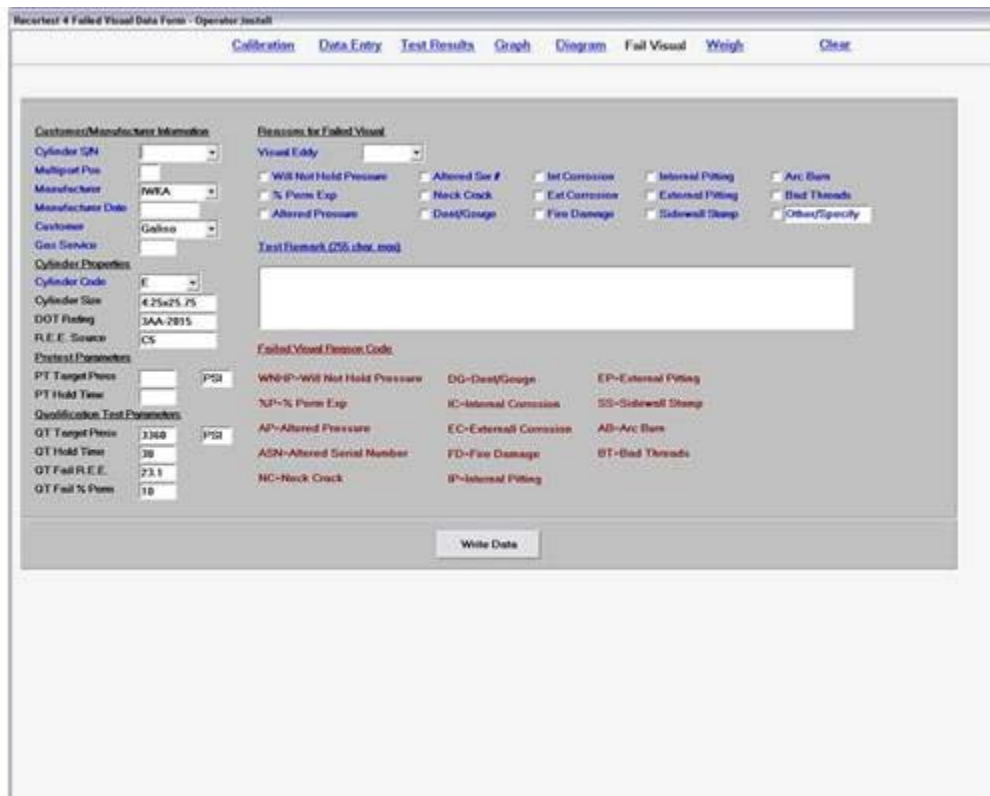 Recortest 4 Failed Visual Data Form - Operator:Install
Calibration Data Entry Test Results Graph Diagram Fail Visual Weigh Clear
Customer/Manufacturer Information
Cylinder S/N
Multiport Pos
Manufacturer IWKA
Manufacture Date
Customer Galiso
Gas Service
Cylinder Properties
Cylinder Code E
Cylinder Size 4.25x25.75
DOT Rating 3AA-2015
R.E.E. Source CS
Pretest Parameters
PT Target Press PSI
PT Hold Time
Qualification Test Parameters
QT Target Press 3360 PSI
QT Hold Time 30
QT Fail R.E.E. 23.1
QT Fail % Perm 10
Reasons for Failed Visual
Visual Eddy
Will Not Hold Pressure Altered Ser # Int Corrosion Internal Pitting Arc Burn
% Perm Exp Neck Crack Ext Corrosion External Pitting Bad Threads
Altered Pressure Dent/Gouge Fire Damage Sidewall Stamp Other/Specify
Test Remark (255 char. max)
Failed Visual Reason Code
WNHP=Will Not Hold Pressure DG=Dent/Gouge EP=External Pitting
%P=% Perm Exp IC=Internal Corrosion SS=Sidewall Stamp
AP=Altered Pressure EC=Externall Corrosion AB=Arc Burn
ASN=Altered Serial Number FD=Fire Damage BT=Bad Threads
NC=Neck Crack IP=Internal Pitting
Write Data